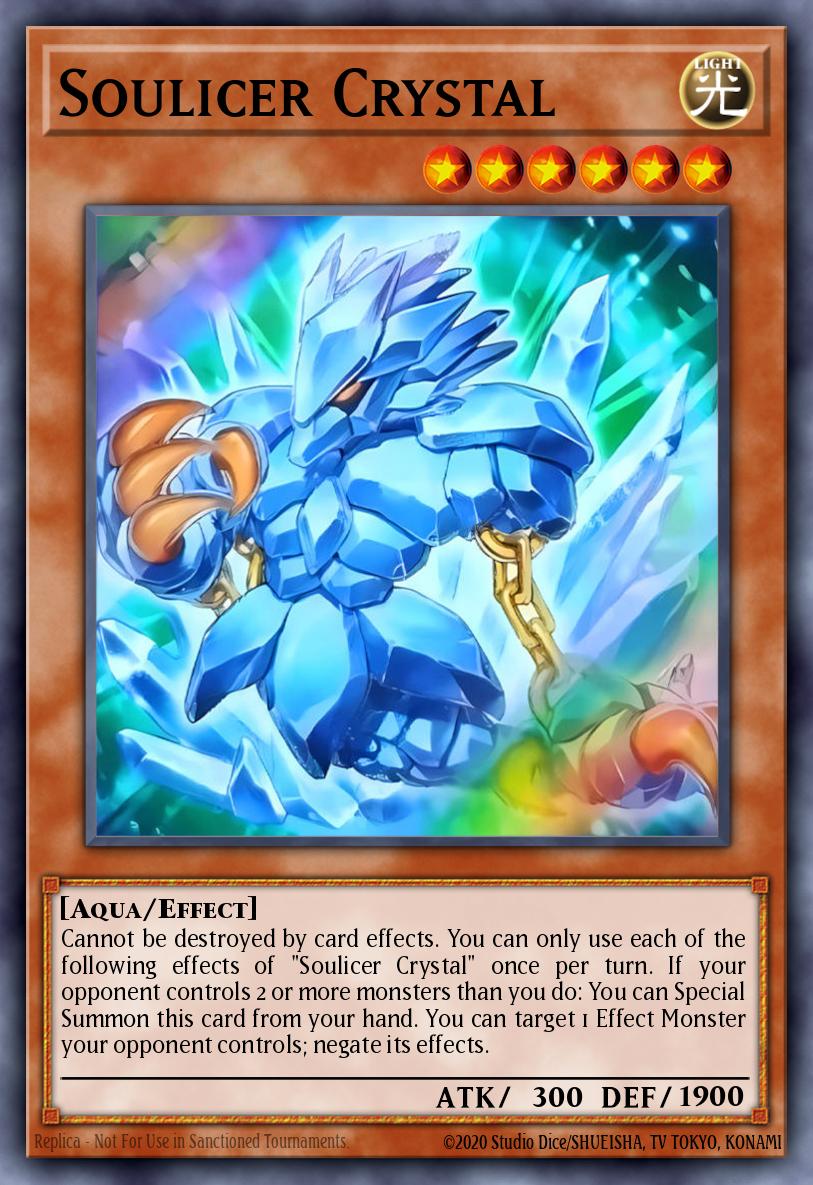 Soulicer Crystal
LIGHT
光
[Aqua/Effect]
Cannot be destroyed by card effects. You can only use each of the
following effects of "Soulicer Crystal" once per turn. If your
opponent controls 2 or more monsters than you do: You can Special
Summon this card from your hand. You can target 1 Effect Monster
your opponent controls; negate its effects.
ATK/ 300 DEF/1900
Replica - Not For Use in Sanctioned Tournaments.
©2020 Studio Dice/SHUEISHA, TV TOKYO, KONAMI